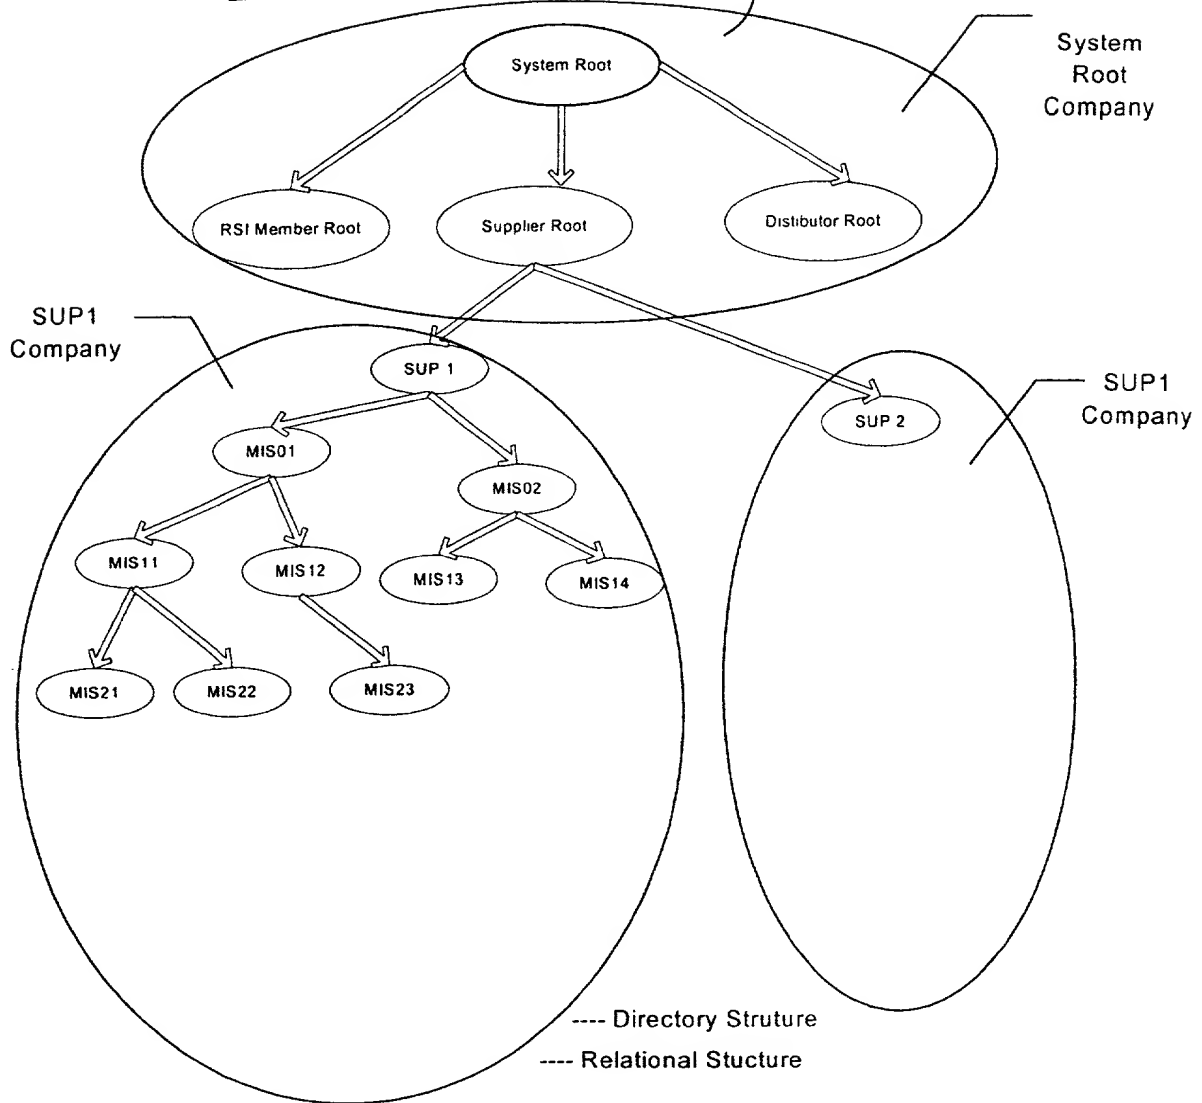 System Root
System
Root
Company
RSI Member Root
Supplier Root
Distibutor Root
SUP1
Company
SUP 1
SUP1
Company
SUP 2
MIS01
MIS02
MIS11
MIS12
MIS13
MIS14
MIS21
MIS22
MIS23
---- Directory Struture
---- Relational Stucture